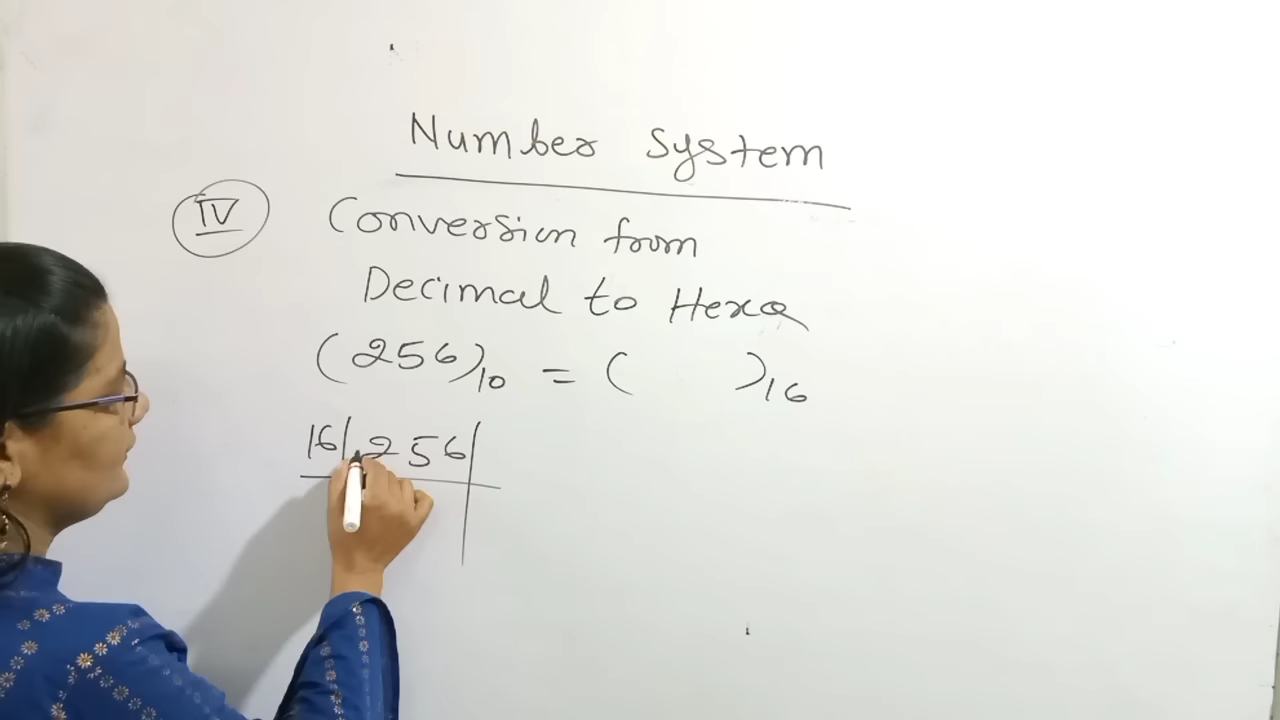 Number System
IV
Conversion from
Decimal to Hexa
(256)10 = ( )16
16 256